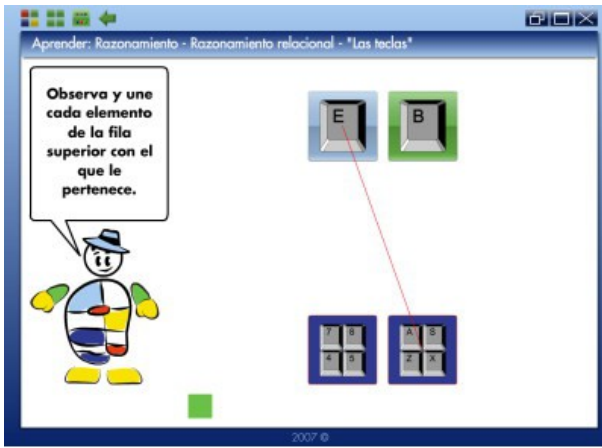 Aprender: Razonamiento - Razonamiento relacional - "Las teclas"
Observa y une
cada elemento
de la fila
superior con el
que le
pertenece.
E B
7 8 A S
4 5 Z X
2007 ©